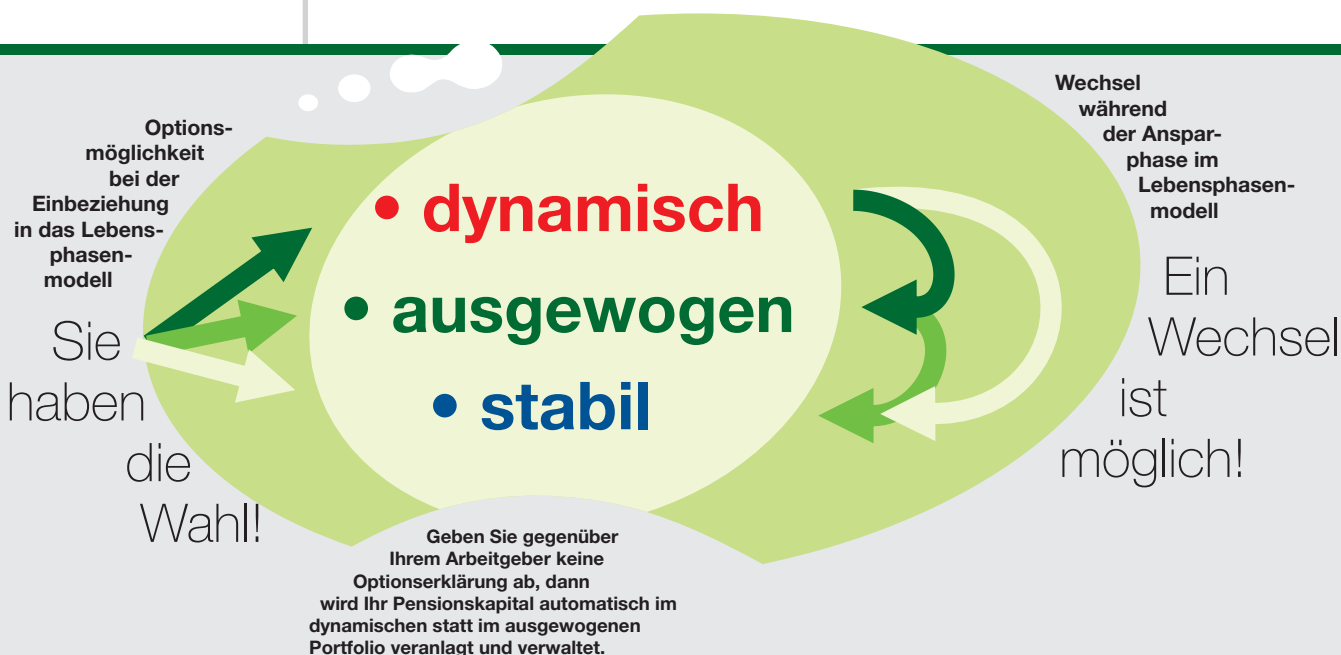 Options-
möglichkeit
bei der
Einbeziehung
in das Lebens-
phasen-
modell
Sie
haben
die
Wahl!
• dynamisch
• ausgewogen
• stabil
Wechsel
während
der Anspar-
phase im
Lebensphasen-
modell
Ein
Wechsel
ist
möglich!
Geben Sie gegenüber
Ihrem Arbeitgeber keine
Optionserklärung ab, dann
wird Ihr Pensionskapital automatisch im
dynamischen statt im ausgewogenen
Portfolio veranlagt und verwaltet.